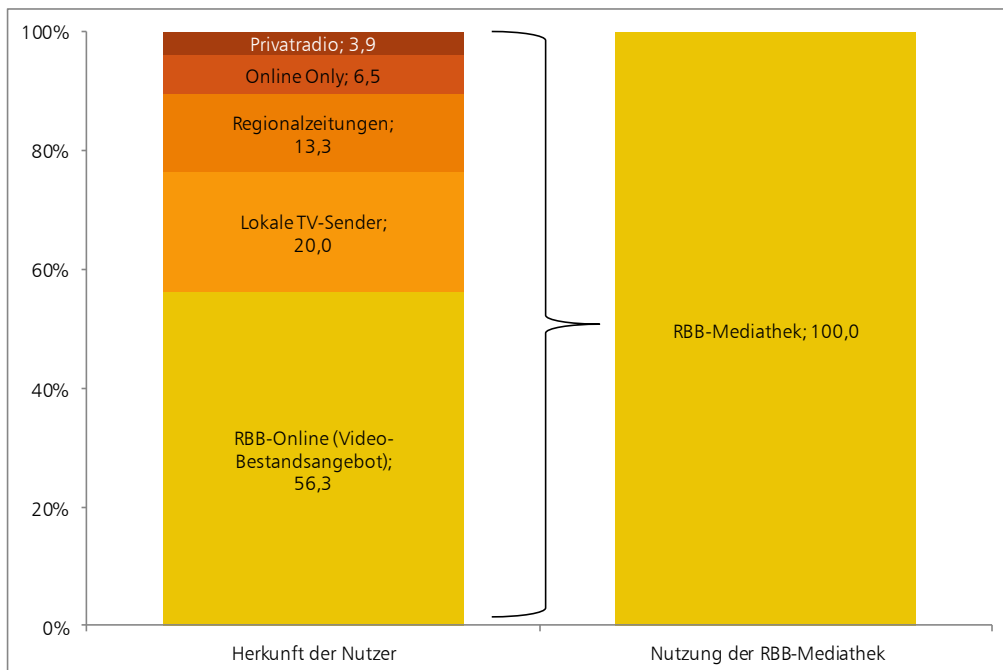 100%
80%
60%
40%
20%
0%
Privatradio; 3,9
Online Only; 6,5
Regionalzeitungen;
13,3
Lokale TV-Sender;
20,0
RBB-Online (Video-
Bestandsangebot);
56,3
RBB-Mediathek; 100,0
Herkunft der Nutzer
Nutzung der RBB-Mediathek